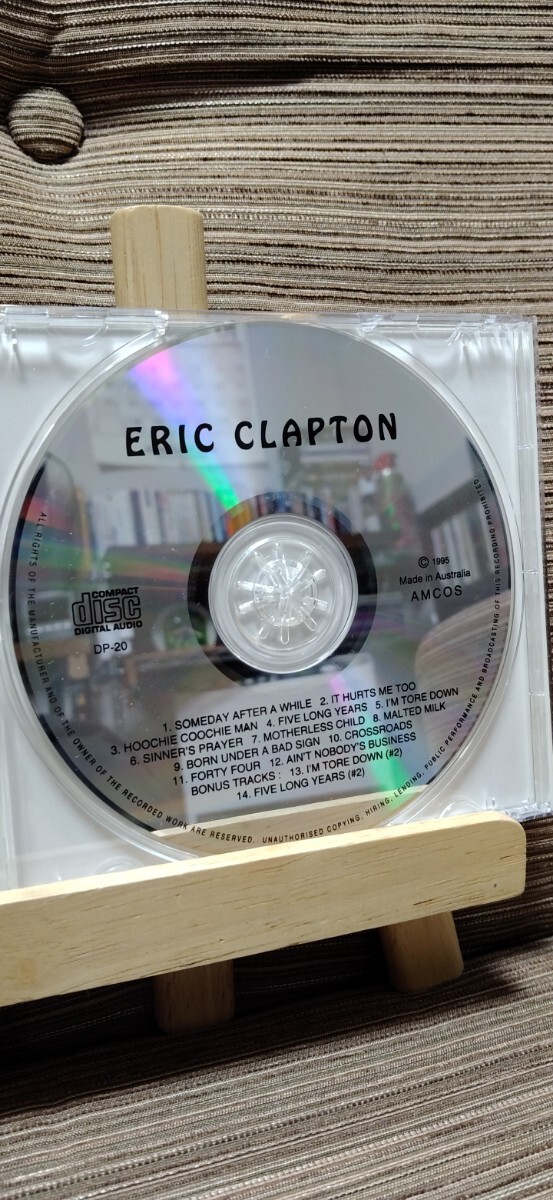 ERIC CLAPTON
COMPACT
disc
DIGITAL AUDIO
DP-20
© 1995
Made in Australia
AMCOS
1. SOMEDAY AFTER A WHILE 2. IT HURTS ME TOO
3. HOOCHIE COOCHIE MAN 4. FIVE LONG YEARS 5. I'M TORE DOWN
6. SINNER'S PRAYER 7. MOTHERLESS CHILD 8. MALTED MILK
9. BORN UNDER A BAD SIGN 10. CROSSROADS
11. FORTY FOUR 12. AIN'T NOBODY'S BUSINESS
BONUS TRACKS : 13. I'M TORE DOWN (#2)
14. FIVE LONG YEARS (#2)
ALL RIGHTS OF THE MANUFACTURER AND OF THE OWNER OF THE RECORDED WORK ARE RESERVED. UNAUTHORISED COPYING, HIRING, LENDING, PUBLIC PERFORMANCE AND BROADCASTING OF THIS RECORDING PROHIBITED